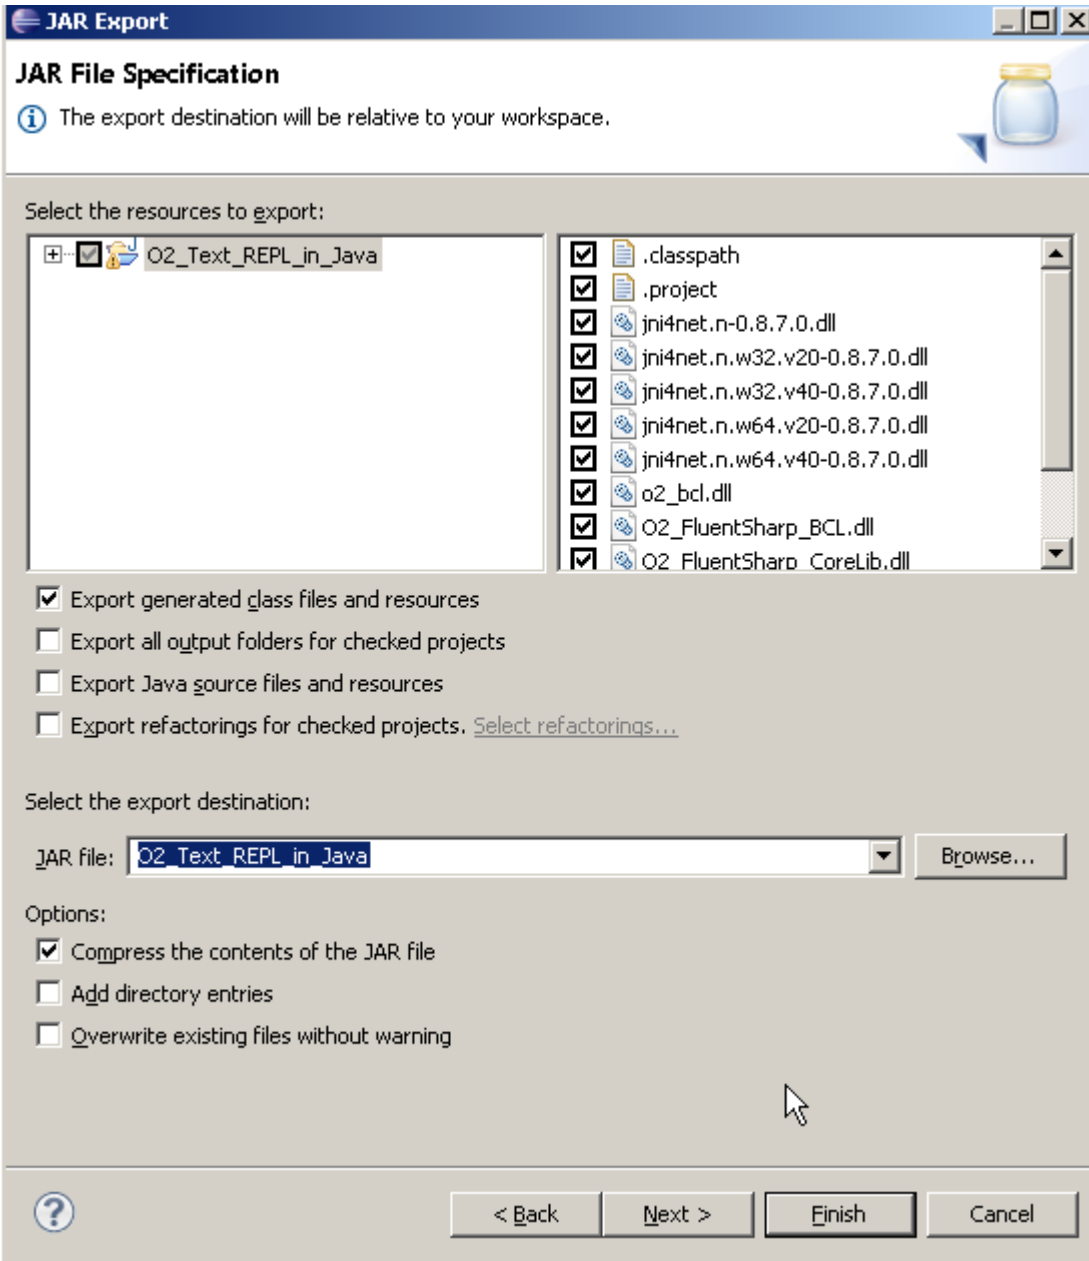 JAR Export
JAR File Specification
The export destination will be relative to your workspace.
Select the resources to export:
O2_Text_REPL_in_Java
.classpath
.project
jni4net.n-0.8.7.0.dll
jni4net.n.w32.v20-0.8.7.0.dll
jni4net.n.w32.v40-0.8.7.0.dll
jni4net.n.w64.v20-0.8.7.0.dll
jni4net.n.w64.v40-0.8.7.0.dll
o2_bcl.dll
O2_FluentSharp_BCL.dll
O2_FluentSharp_CoreLib.dll
Export generated class files and resources
Export all output folders for checked projects
Export Java source files and resources
Export refactorings for checked projects. Select refactorings...
Select the export destination:
JAR file: O2_Text_REPL_in_Java Browse...
Options:
Compress the contents of the JAR file
Add directory entries
Overwrite existing files without warning
? < Back Next > Finish Cancel